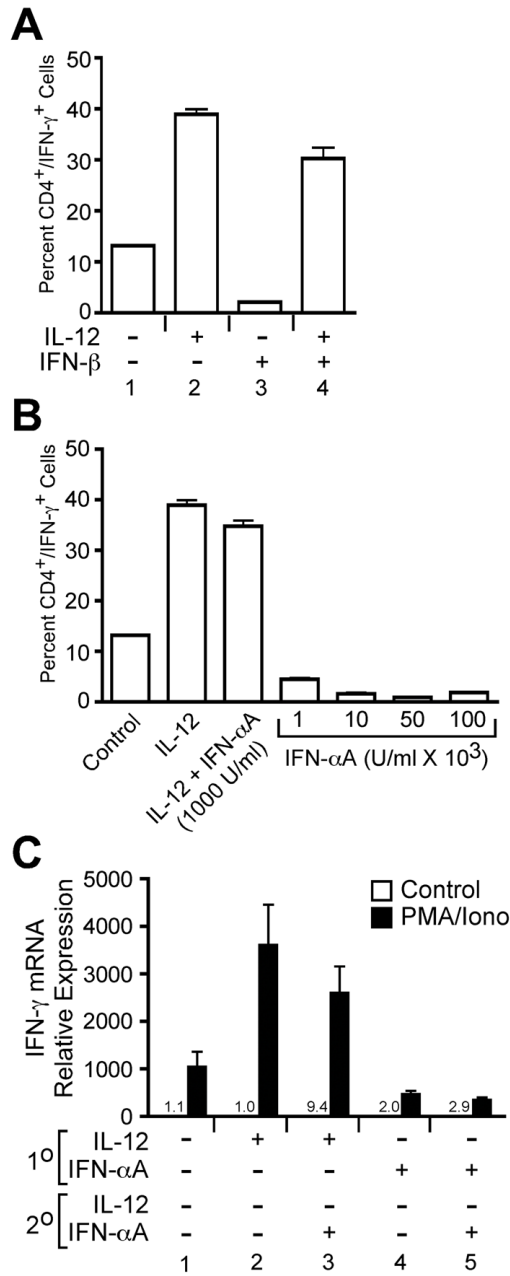 A
Percent CD4+/IFN-γ+ Cells
50
40
30
20
10
0
IL-12 - + - +
IFN-β - - + +
1 2 3 4
B
Percent CD4+/IFN-γ+ Cells
50
40
30
20
10
0
Control
IL-12
IL-12 + IFN-αA
(1000 U/ml)
1 10 50 100
IFN-αA (U/ml X 10³)
C
IFN-γ mRNA
Relative Expression
5000
4000
3000
2000
1000
0
Control
PMA/Iono
1.1 1.0 9.4 2.0 2.9
1º
IL-12 - + + - -
IFN-αA - - - + +
2º
IL-12 - - - - -
IFN-αA - - + - +
1 2 3 4 5